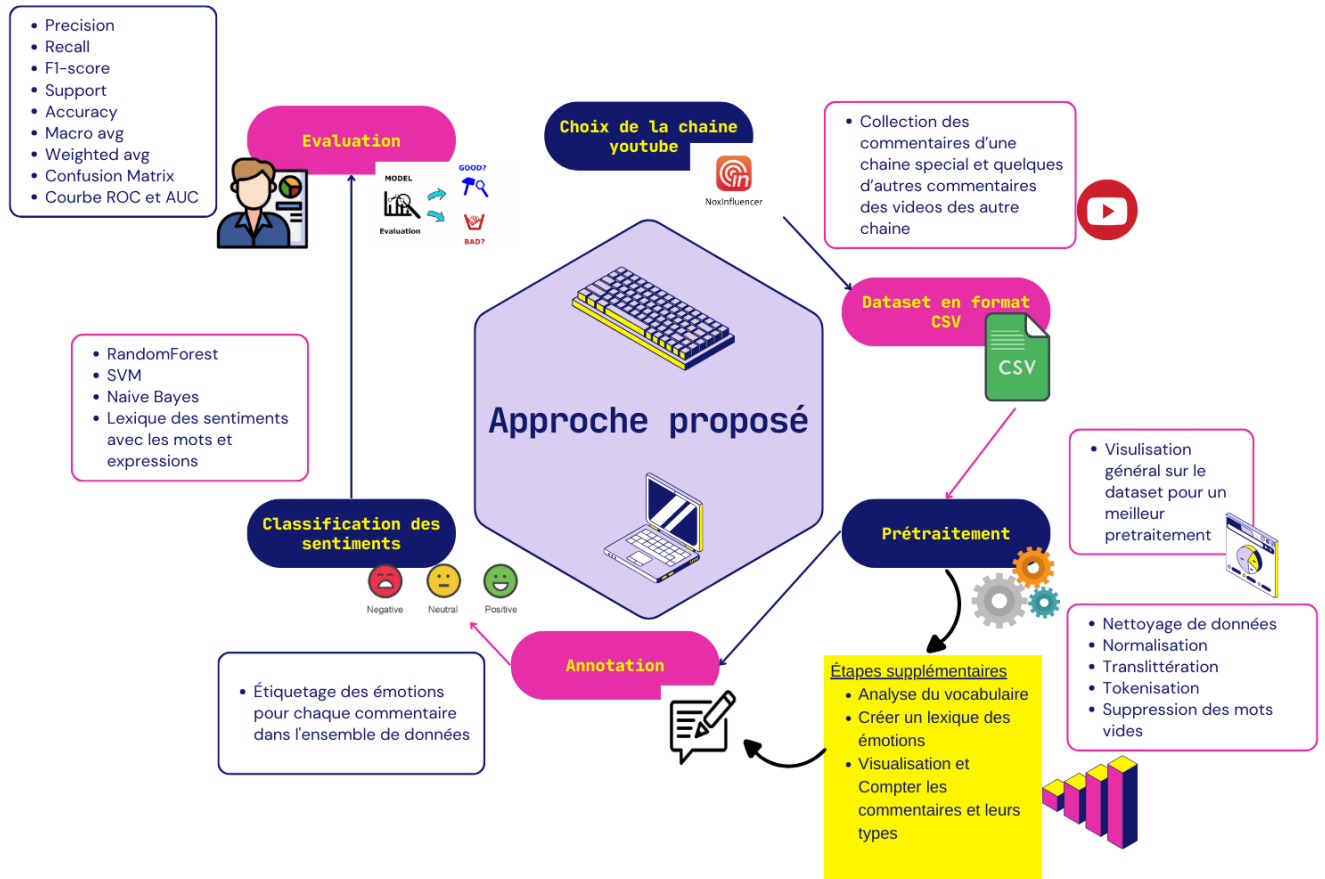 Precision
Recall
F1-score
Support
Accuracy
Macro avg
Weighted avg
Confusion Matrix
Courbe ROC et AUC
Evaluation
MODEL
Evaluation
GOOD?
BAD?
Choix de la chaine
youtube
NoxInfluencer
Collection des
commentaires d’une
chaine special et quelques
d’autres commentaires
des videos des autre
chaine
Dataset en format
CSV
CSV
Approche proposé
RandomForest
SVM
Naive Bayes
Lexique des sentiments
avec les mots et
expressions
Visulisation
général sur le
dataset pour un
meilleur
pretraitement
Classification des
sentiments
Negative
Neutral
Positive
Prétraitement
Nettoyage de données
Normalisation
Translittération
Tokenisation
Suppression des mots
vides
Annotation
Étiquetage des émotions
pour chaque commentaire
dans l'ensemble de données
Étapes supplémentaires
Analyse du vocabulaire
Créer un lexique des
émotions
Visualisation et
Compter les
commentaires et leurs
types